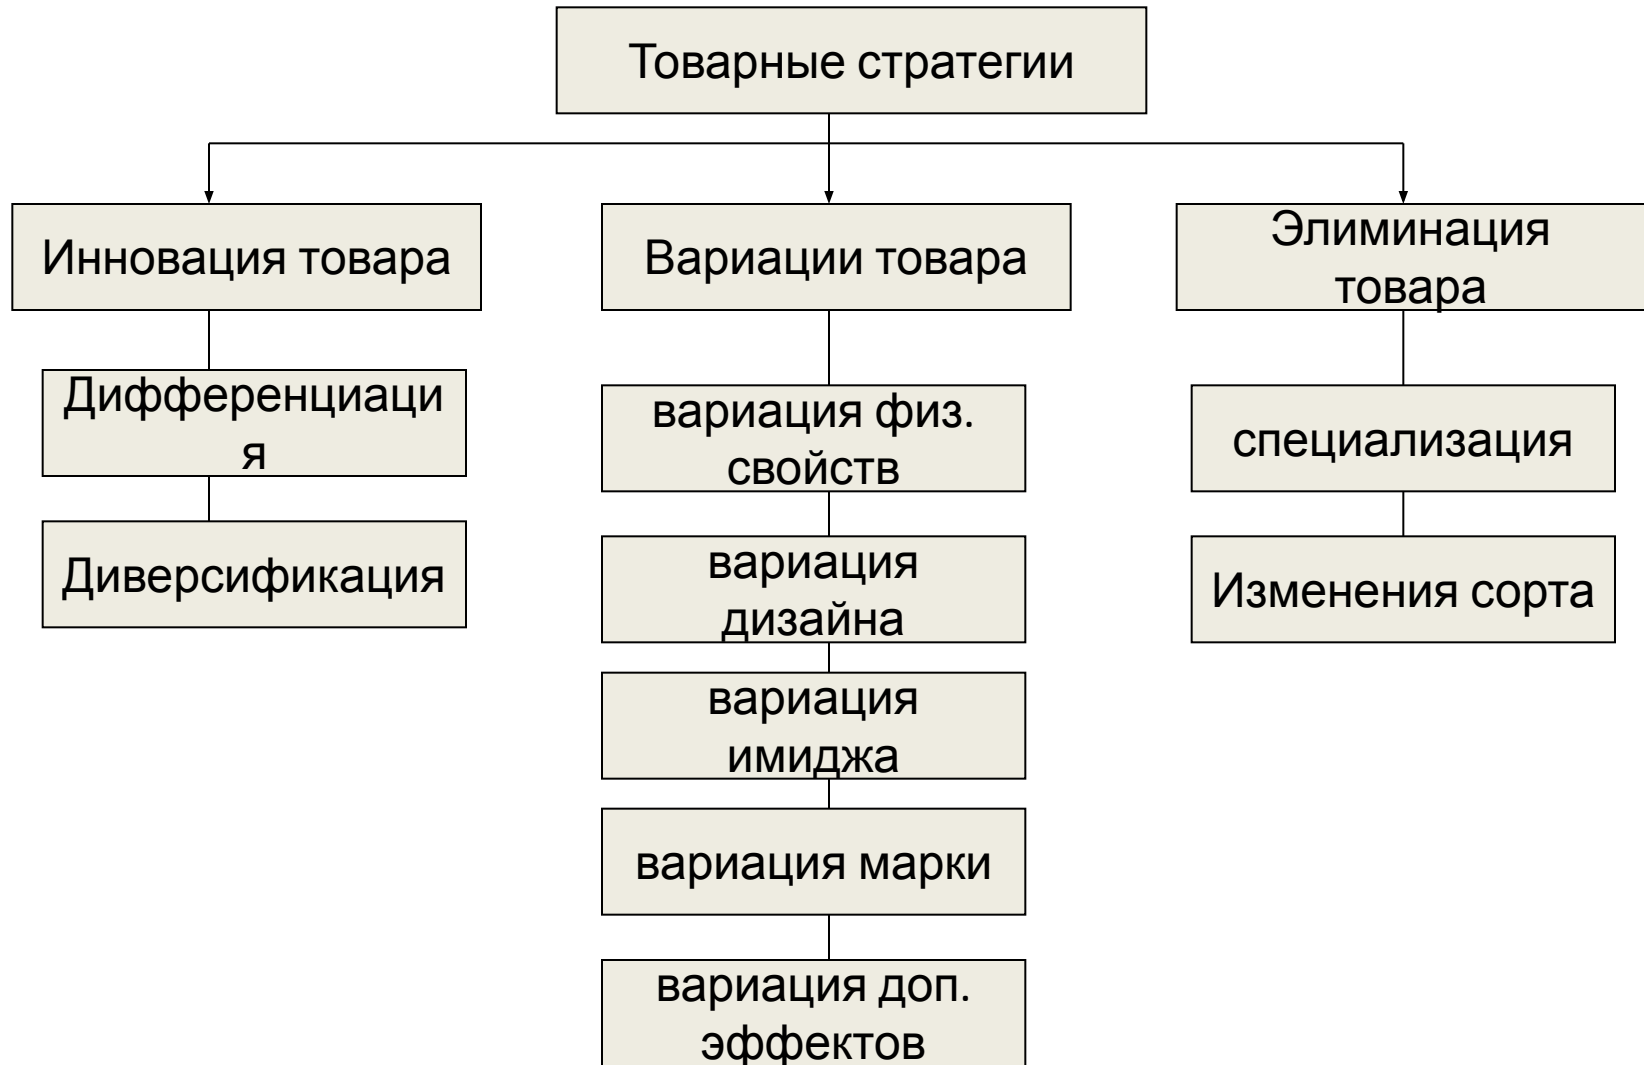 Товарные стратегии
Инновация товара
Вариации товара
Элиминация
товара
Дифференциаци
я
Диверсификация
вариация физ.
свойств
вариация
дизайна
вариация
имиджа
вариация марки
вариация доп.
эффектов
специализация
Изменения сорта